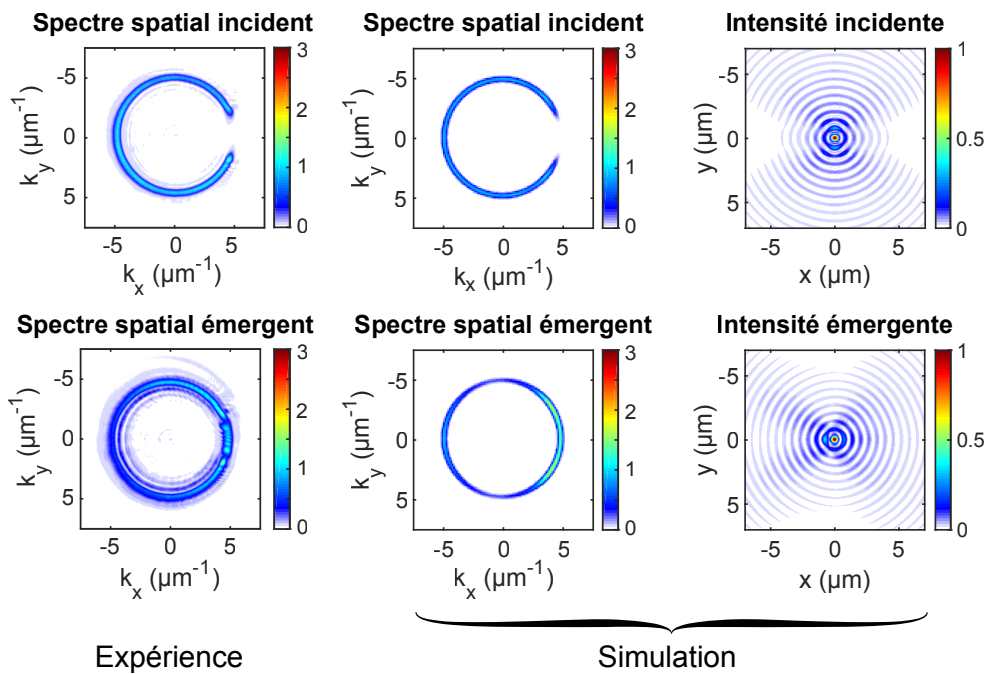 Spectre spatial incident
Spectre spatial incident
Intensité incidente
-5
0
5
k_y (µm⁻¹)
-5 0 5
k_x (µm⁻¹)
3
2
1
0
-5
0
5
k_y (µm⁻¹)
-5 0 5
k_x (µm⁻¹)
3
2
1
0
-5
0
5
y (µm)
-5 0 5
x (µm)
1
0.5
0
Spectre spatial émergent
Spectre spatial émergent
Intensité émergente
-5
0
5
k_y (µm⁻¹)
-5 0 5
k_x (µm⁻¹)
3
2
1
0
-5
0
5
k_y (µm⁻¹)
-5 0 5
k_x (µm⁻¹)
3
2
1
0
-5
0
5
y (µm)
-5 0 5
x (µm)
1
0.5
0
Expérience
Simulation